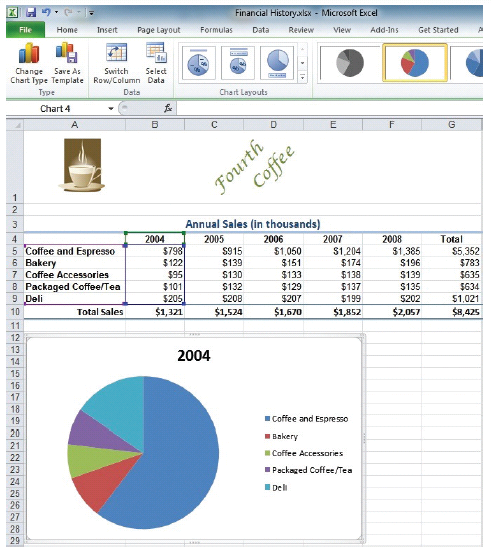 Financial History.xlsx - Microsoft Excel
File Home Insert Page Layout Formulas Data Review View Add-Ins Get Started
Change Chart Type
Save As Template
Switch Row/Column
Select Data
Type Data Chart Layouts
Chart 4 fx
A B C D E F G
Fourth Coffee
1
2
3 Annual Sales (in thousands)
4 2004 2005 2006 2007 2008 Total
5 Coffee and Espresso $798 $915 $1,050 $1,204 $1,385 $5,352
6 Bakery $122 $139 $151 $174 $196 $783
7 Coffee Accessories $95 $130 $133 $138 $139 $635
8 Packaged Coffee/Tea $101 $132 $129 $137 $135 $634
9 Deli $205 $208 $207 $199 $202 $1,021
10 Total Sales $1,321 $1,524 $1,670 $1,852 $2,057 $8,425
11
12
13
14 2004
15
16
17
18
19 Coffee and Espresso
20 Bakery
21
22 Coffee Accessories
23 Packaged Coffee/Tea
24
25 Deli
26
27
28
29